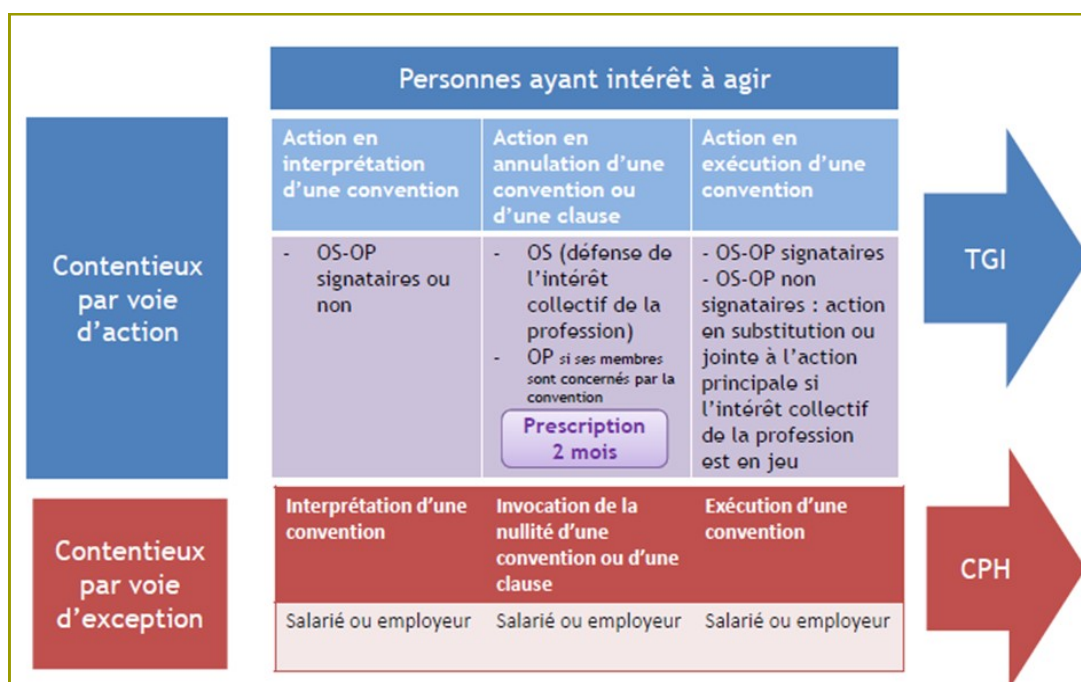 Personnes ayant intérêt à agir
Contentieux
par voie
d’action
Action en
interprétation
d’une convention
Action en
annulation d’une
convention ou
d’une clause
Action en
exécution d’une
convention
- OS-OP
signataires ou
non
- OS (défense de
l’intérêt
collectif de la
profession)
- OP si ses membres
sont concernés par la
convention
Prescription
2 mois
- OS-OP signataires
- OS-OP non
signataires : action
en substitution ou
jointe à l’action
principale si
l’intérêt collectif
de la profession
est en jeu
TGI
Contentieux
par voie
d’exception
Interprétation d’une
convention
Invocation de la
nullité d’une
convention ou d’une
clause
Exécution d’une
convention
Salarié ou employeur
Salarié ou employeur
Salarié ou employeur
CPH